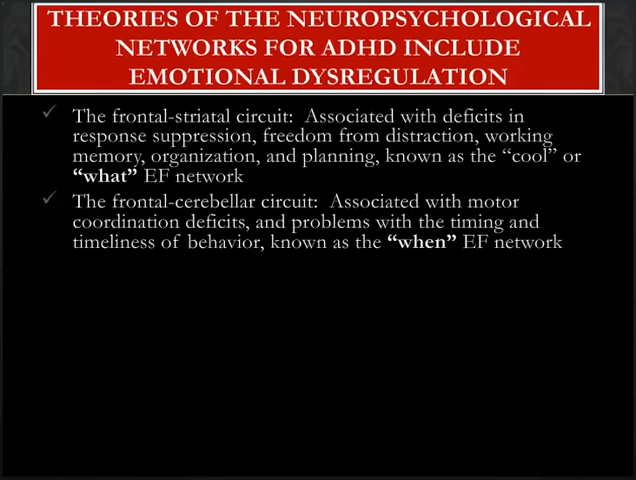 THEORIES OF THE NEUROPSYCHOLOGICAL
NETWORKS FOR ADHD INCLUDE
EMOTIONAL DYSREGULATION
✓ The frontal-striatal circuit: Associated with deficits in
response suppression, freedom from distraction, working
memory, organization, and planning, known as the “cool” or
“what” EF network
✓ The frontal-cerebellar circuit: Associated with motor
coordination deficits, and problems with the timing and
timeliness of behavior, known as the “when” EF network